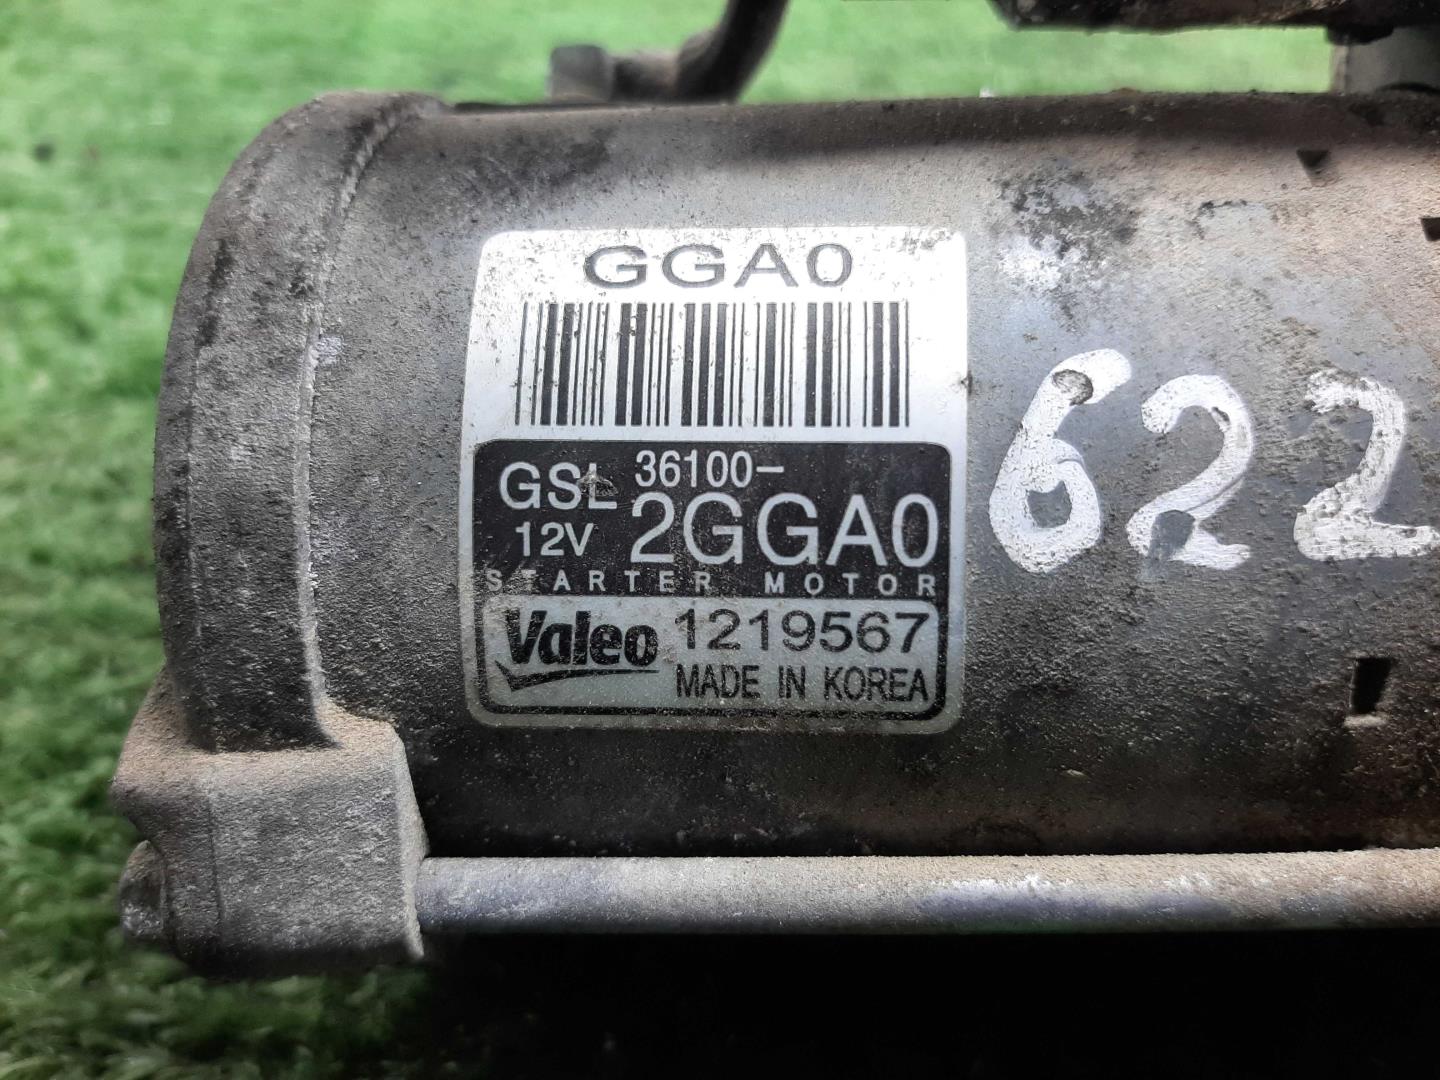 GGA0
GSL 36100-
12V 2GGA0
STARTER MOTOR
Valeo 1219567
MADE IN KOREA
622